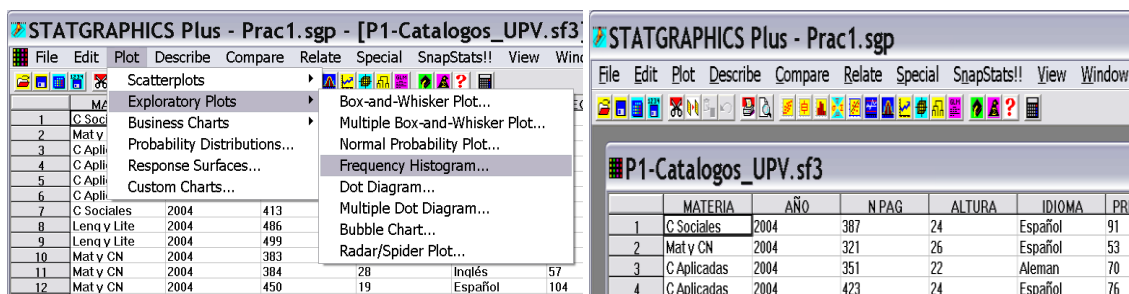 STATGRAPHICS Plus - Prac1.sgp - [P1-Catalogos_UPV.sf3]
File Edit Plot Describe Compare Relate Special SnapStats!! View Wind
Scatterplots
Exploratory Plots
Business Charts
Probability Distributions...
Response Surfaces...
Custom Charts...
Box-and-Whisker Plot...
Multiple Box-and-Whisker Plot...
Normal Probability Plot...
Frequency Histogram...
Dot Diagram...
Multiple Dot Diagram...
Bubble Chart...
Radar/Spider Plot...
MA
1 C Soci
2 Mat y
3 C Apli
4 C Apli
5 C Apli
6 C Apli
7 C Sociales 2004 413
8 Leng y Lite 2004 486
9 Leng y Lite 2004 499
10 Mat y CN 2004 383
11 Mat y CN 2004 384 28 Inglés 57
12 Mat y CN 2004 450 19 Español 104
STATGRAPHICS Plus - Prac1.sgp
File Edit Plot Describe Compare Relate Special SnapStats!! View Window
P1-Catalogos_UPV.sf3
MATERIA AÑO N PAG ALTURA IDIOMA PR
1 C Sociales 2004 387 24 Español 91
2 Mat y CN 2004 321 26 Español 53
3 C Aplicadas 2004 351 22 Aleman 70
4 C Aplicadas 2004 423 24 Español 76